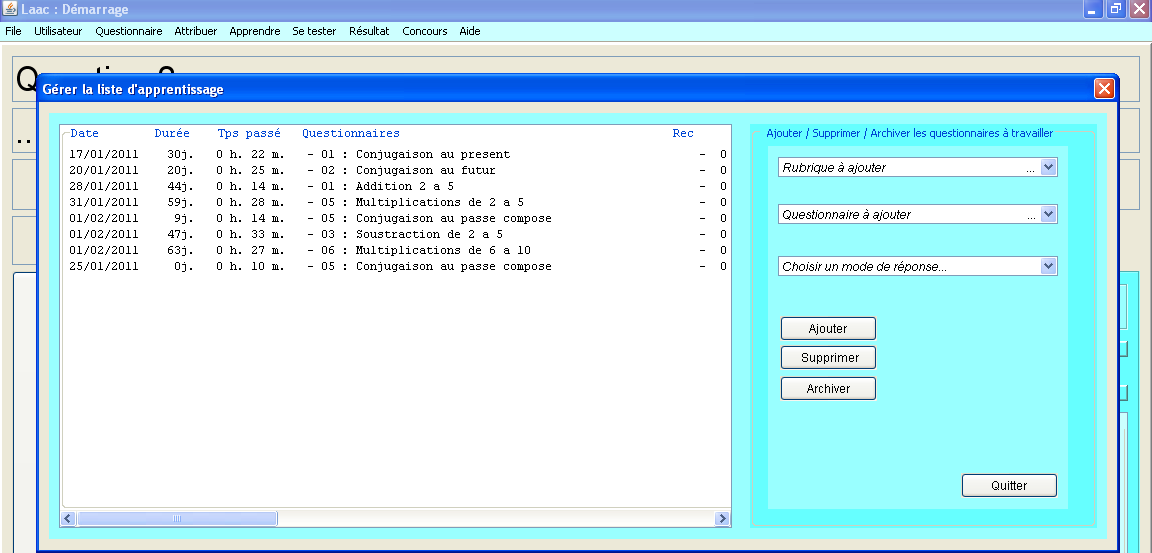 Laac : Démarrage
File Utilisateur Questionnaire Attribuer Apprendre Se tester Résultat Concours Aide
Gérer la liste d'apprentissage
Date Durée Tps passé Questionnaires Rec
17/01/2011 30j. 0 h. 22 m. - 01 : Conjugaison au present - 0
20/01/2011 20j. 0 h. 25 m. - 02 : Conjugaison au futur - 0
28/01/2011 44j. 0 h. 14 m. - 01 : Addition 2 a 5 - 0
31/01/2011 59j. 0 h. 28 m. - 05 : Multiplications de 2 a 5 - 0
01/02/2011 9j. 0 h. 14 m. - 05 : Conjugaison au passe compose - 0
01/02/2011 47j. 0 h. 33 m. - 03 : Soustraction de 2 a 5 - 0
01/02/2011 63j. 0 h. 27 m. - 06 : Multiplications de 6 a 10 - 0
25/01/2011 0j. 0 h. 10 m. - 05 : Conjugaison au passe compose - 0
Ajouter / Supprimer / Archiver les questionnaires à travailler
Rubrique à ajouter ...
Questionnaire à ajouter ...
Choisir un mode de réponse...
Ajouter
Supprimer
Archiver
Quitter